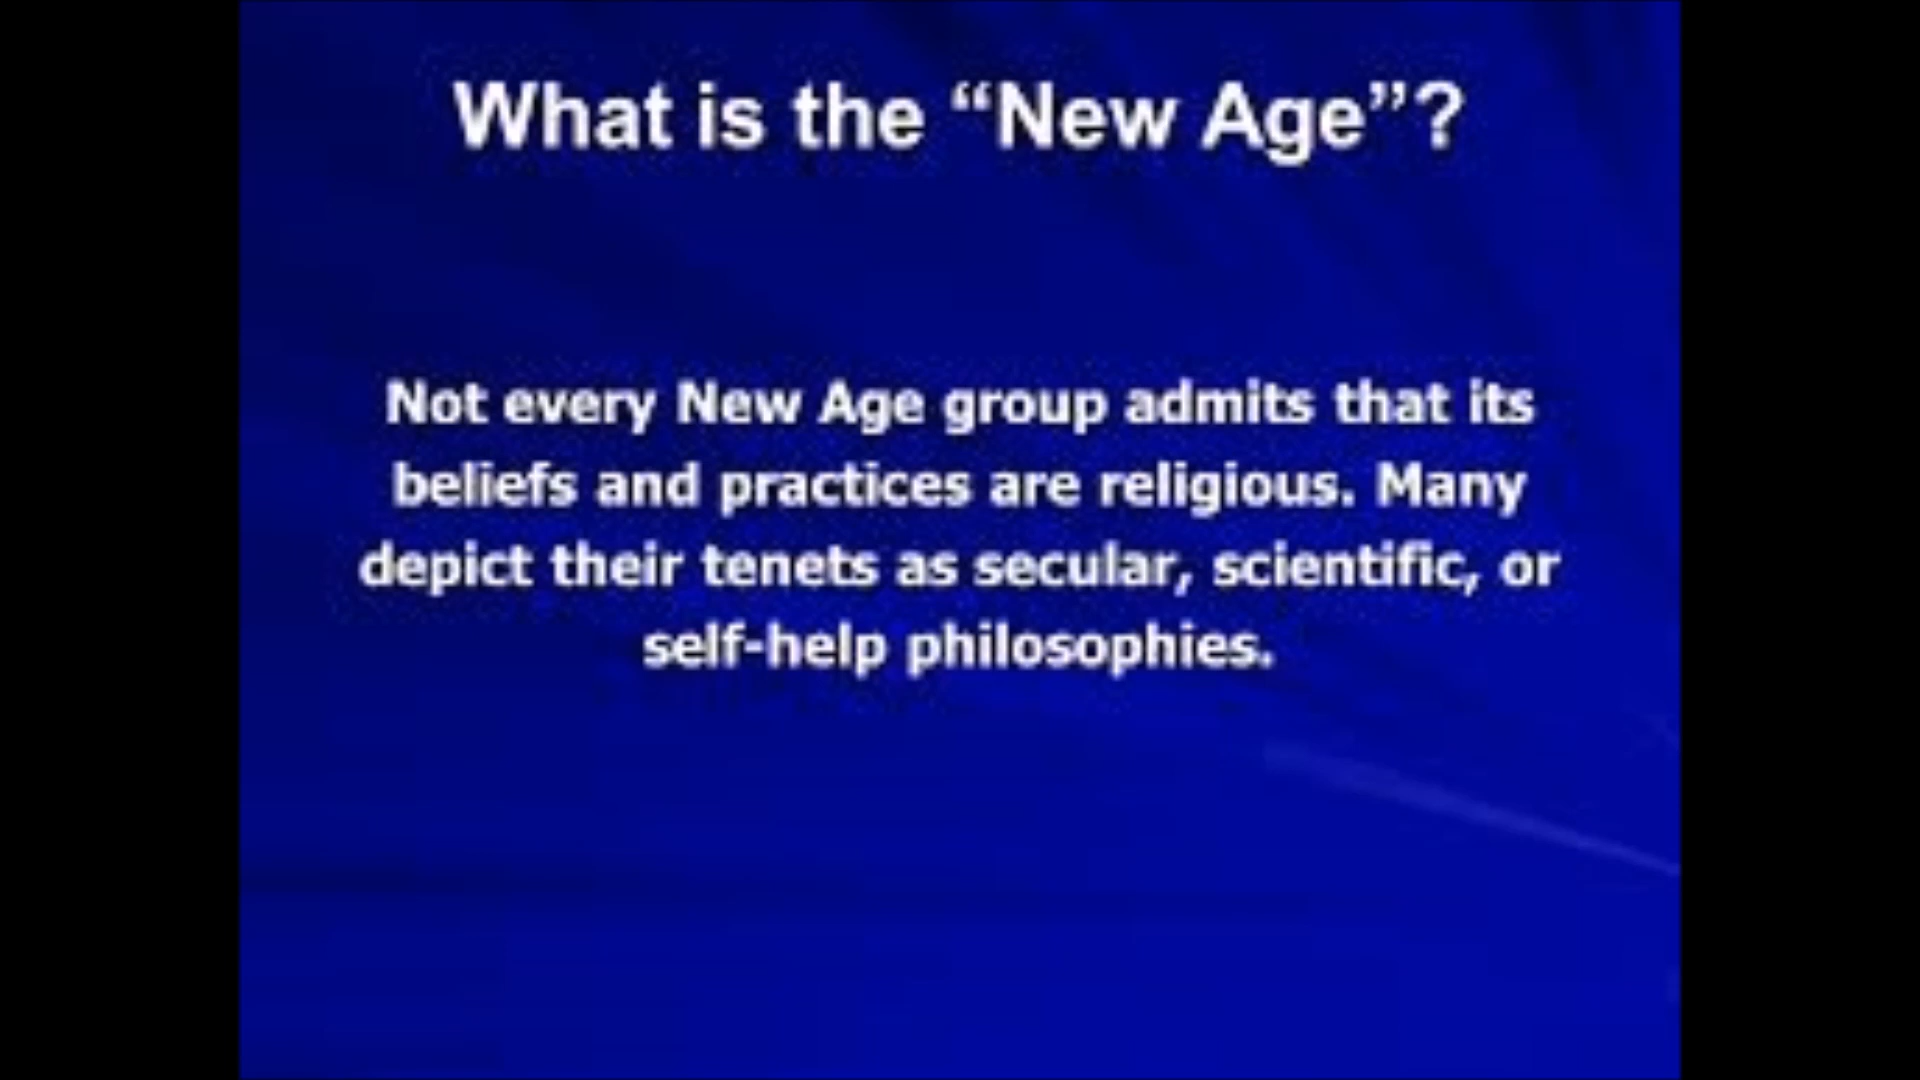 What is the “New Age”?
Not every New Age group admits that its
beliefs and practices are religious. Many
depict their tenets as secular, scientific, or
self-help philosophies.